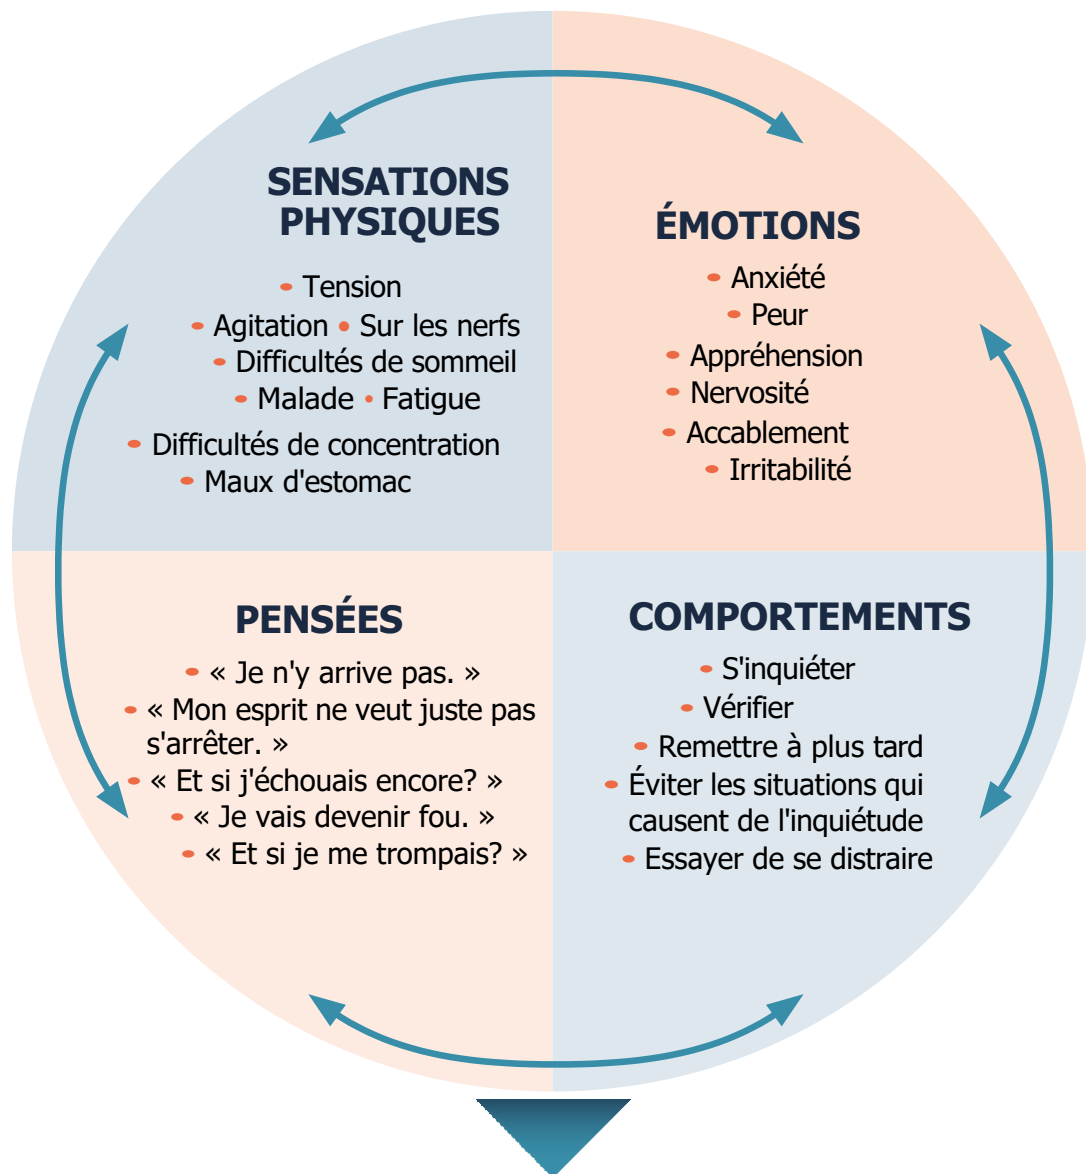 SENSATIONS
PHYSIQUES
• Tension
• Agitation • Sur les nerfs
• Difficultés de sommeil
• Malade • Fatigue
• Difficultés de concentration
• Maux d'estomac
ÉMOTIONS
• Anxiété
• Peur
• Appréhension
• Nervosité
• Accablement
• Irritabilité
PENSÉES
• « Je n'y arrive pas. »
• « Mon esprit ne veut juste pas
s'arrêter. »
• « Et si j'échouais encore? »
• « Je vais devenir fou. »
• « Et si je me trompais? »
COMPORTEMENTS
• S'inquiéter
• Vérifier
• Remettre à plus tard
• Éviter les situations qui
causent de l'inquiétude
• Essayer de se distraire